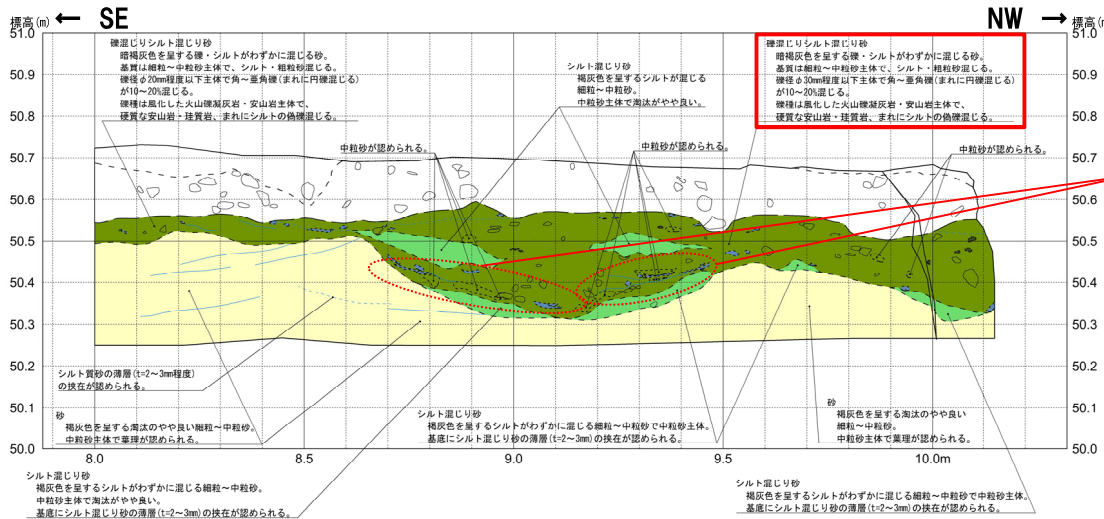 標高(m) ← SE
NW → 標高(m
51.0
50.9
50.8
50.7
50.6
50.5
50.4
50.3
50.2
50.1
50.0
51.0
50.9
50.8
50.7
50.6
50.5
50.4
50.3
50.2
50.1
50.0
礫混じりシルト混じり砂
暗褐灰色を呈する礫・シルトがわずかに混じる砂。
基質は細粒～中粒砂主体で、シルト・粗粒砂混じる。
礫径φ20mm程度以下主体で角～亜角礫(まれに円礫混じる)
が10～20%混じる。
礫種は風化した火山礫凝灰岩・安山岩主体で、
硬質な安山岩・珪質岩、まれにシルトの偽礫混じる。
シルト混じり砂
褐灰色を呈するシルトが混じる
細粒～中粒砂。
中粒砂主体で淘汰がやや良い。
礫混じりシルト混じり砂
暗褐灰色を呈する礫・シルトがわずかに混じる砂。
基質は細粒～中粒砂主体で、シルト・粗粒砂混じる。
礫径φ30mm程度以下主体で角～亜角礫(まれに円礫混じる)
が10～20%混じる。
礫種は風化した火山礫凝灰岩・安山岩主体で、
硬質な安山岩・珪質岩、まれにシルトの偽礫混じる。
中粒砂が認められる。
中粒砂が認められる。
中粒砂が認められる。
シルト質砂の薄層(t=2～3mm程度)
の挟在が認められる。
砂
褐灰色を呈する淘汰のやや良い細粒～中粒砂。
中粒砂主体で葉理が認められる。
シルト混じり砂
褐灰色を呈するシルトがわずかに混じる細粒～中粒砂で中粒砂主体。
基底にシルト混じり砂の薄層(t=2～3mm)の挟在が認められる。
砂
褐灰色を呈する淘汰のやや良い
細粒～中粒砂。
中粒砂主体で葉理が認められる。
8.0
8.5
9.0
9.5
10.0m
シルト混じり砂
褐灰色を呈するシルトがわずかに混じる細粒～中粒砂。
中粒砂主体で淘汰がやや良い。
基底にシルト混じり砂の薄層(t=2～3mm)の挟在が認められる。
シルト混じり砂
褐灰色を呈するシルトがわずかに混じる細粒～中粒砂で中粒砂主体。
基底にシルト混じり砂の薄層(t=2～3mm)の挟在が認められる。